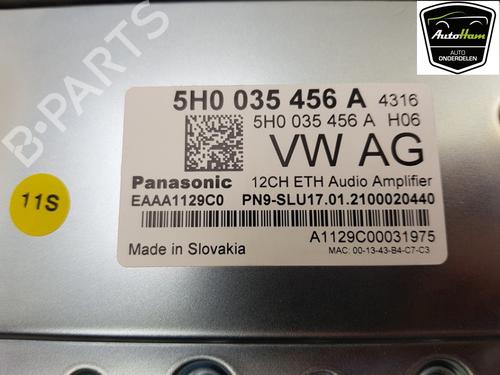 AutoHam
AUTO
ONDERDELEN
B-PARTS
5H0 035 456 A 4316
5H0 035 456 A H06
VW AG
Panasonic 12CH ETH Audio Amplifier
EAAA1129C0 PN9-SLU17.01.2100020440
A1129C00031975
Made in Slovakia MAC: 00-13-43-B4-C7-C3
11S